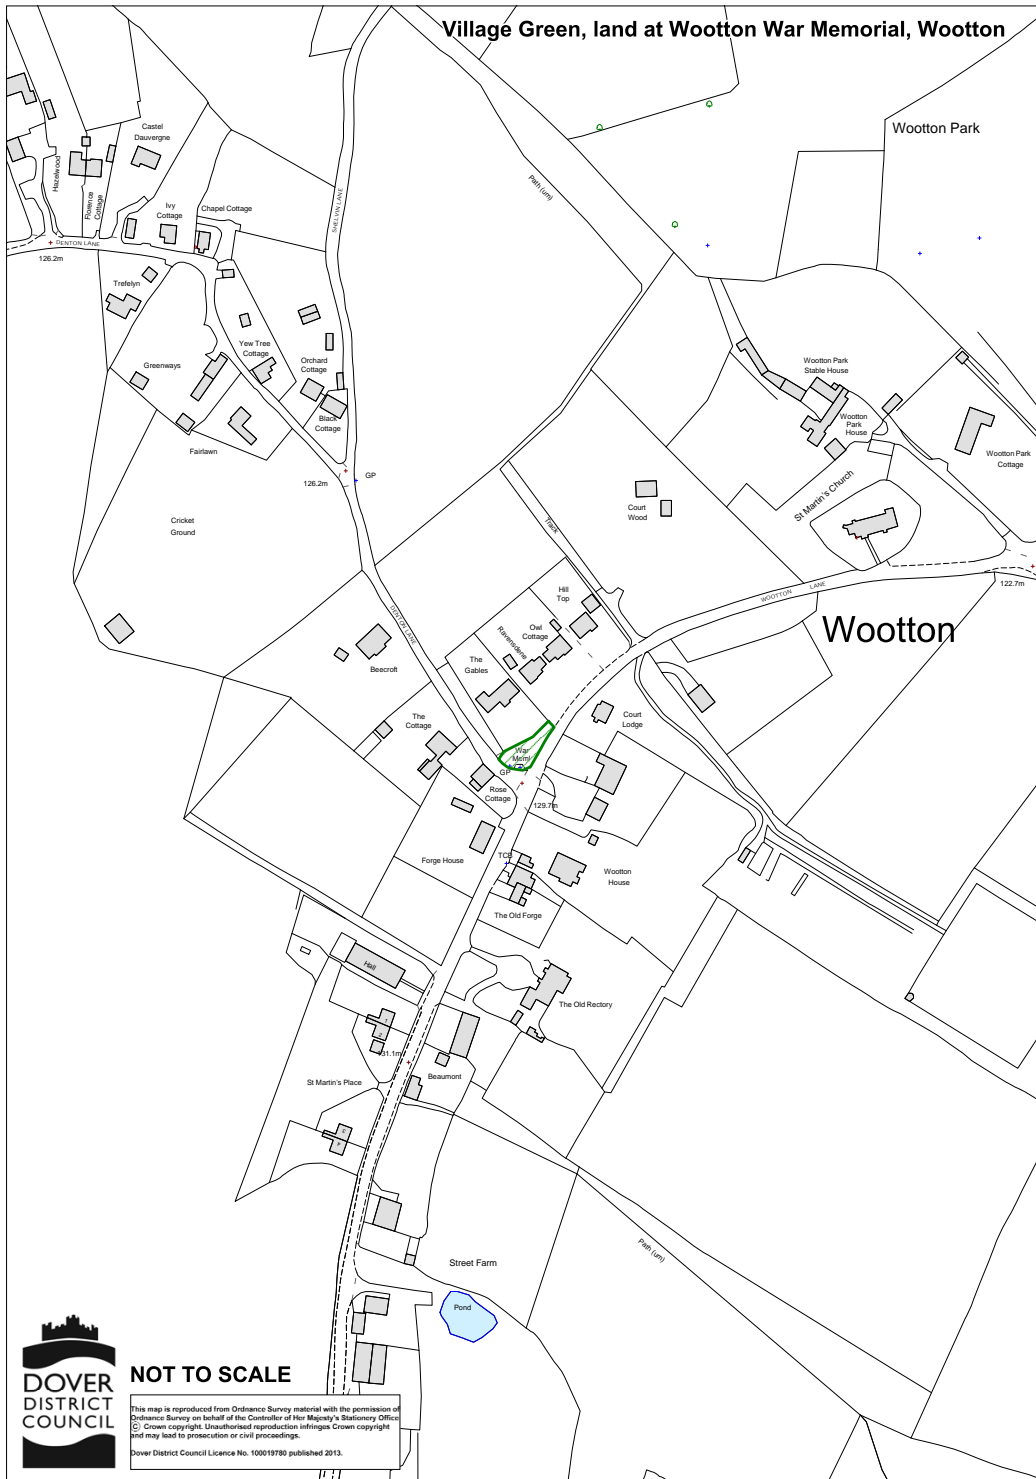 Village Green, land at Wootton War Memorial, Wootton
Wootton Park
Castel
Dauvergne
Hazelwood
Florence
Cottage
Ivy
Cottage
Chapel Cottage
SHELVIN LANE
Path (um)
DENTON LANE
126.2m
Trefelyn
Yew Tree
Cottage
Orchard
Cottage
Greenways
Black
Cottage
Fairlawn
126.2m
GP
Wootton Park
Stable House
Wootton
Park
House
Wootton Park
Cottage
St Martin's Church
Court
Wood
Cricket
Ground
Track
122.7m
WOOTTON LANE
Wootton
Hill
Top
DENTON LANE
Owl
Cottage
Ravensdene
The
Gables
Beecroft
The
Cottage
Court
Lodge
War
Meml
GP
Rose
Cottage
129.7m
Forge House
TCB
Wootton
House
The Old Forge
Hall
The Old Rectory
1
2
131.1m
Beaumont
St Martin's Place
3
4
Path (um)
Street Farm
Pond
DOVER
DISTRICT
COUNCIL
NOT TO SCALE
This map is reproduced from Ordnance Survey material with the permission of
Ordnance Survey on behalf of the Controller of Her Majesty's Stationery Office
© Crown copyright. Unauthorised reproduction infringes Crown copyright
and may lead to prosecution or civil proceedings.
Dover District Council Licence No. 100019780 published 2013.